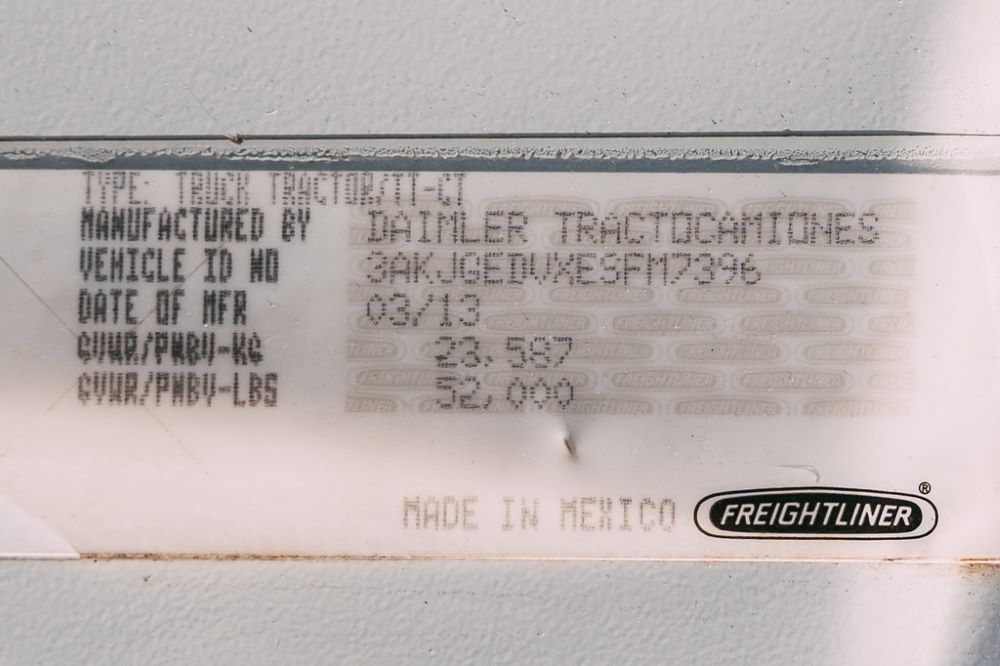 TYPE: TRUCK TRACTOR/TT-CT
MANUFACTURED BY DAIMLER TRACTOCAMIONES
VEHICLE ID NO 3AKJGEDVXESFM7396
DATE OF MFR 03/13
GVWR/PNBV-KG 23,587
GVWR/PNBV-LBS 52,000
MADE IN MEXICO FREIGHTLINER®